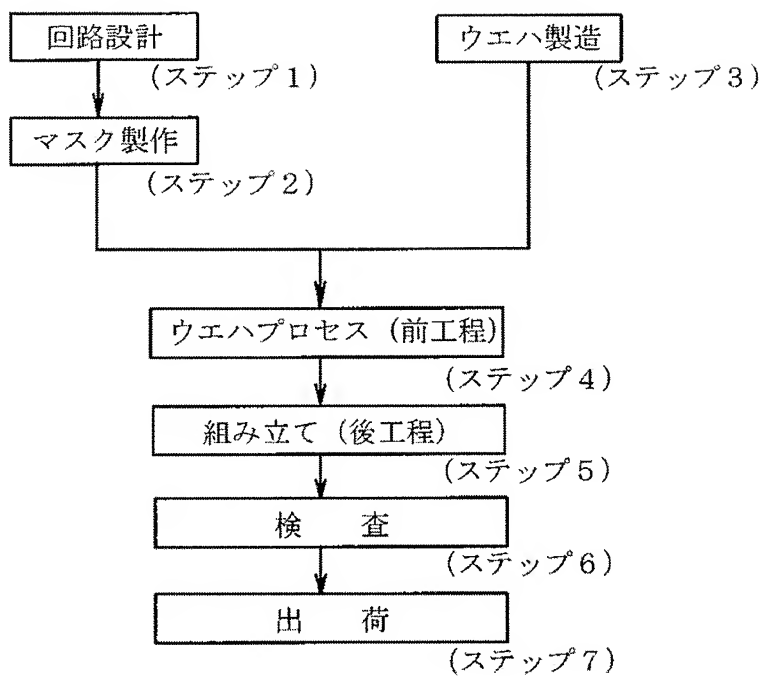 回路設計
(ステップ1)
マスク製作
(ステップ2)
ウエハ製造
(ステップ3)
ウエハプロセス (前工程)
(ステップ4)
組み立て (後工程)
(ステップ5)
検 査
(ステップ6)
出 荷
(ステップ7)